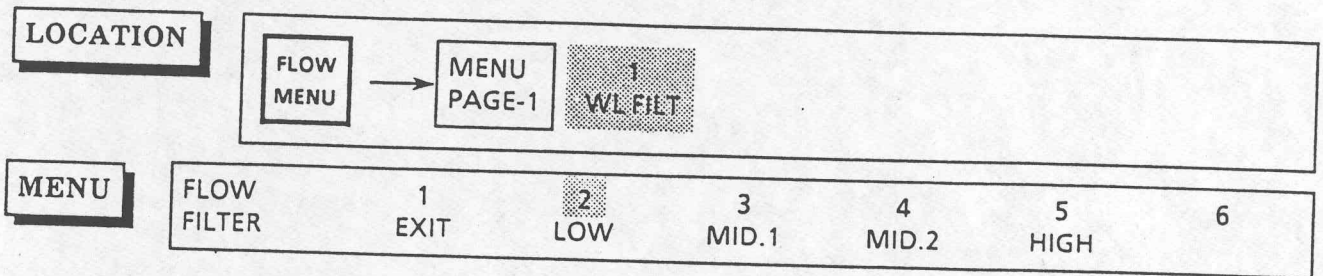 LOCATION
FLOW
MENU
MENU
PAGE-1
1
WL.FILT
MENU
FLOW
FILTER
1
EXIT
2
LOW
3
MID.1
4
MID.2
5
HIGH
6